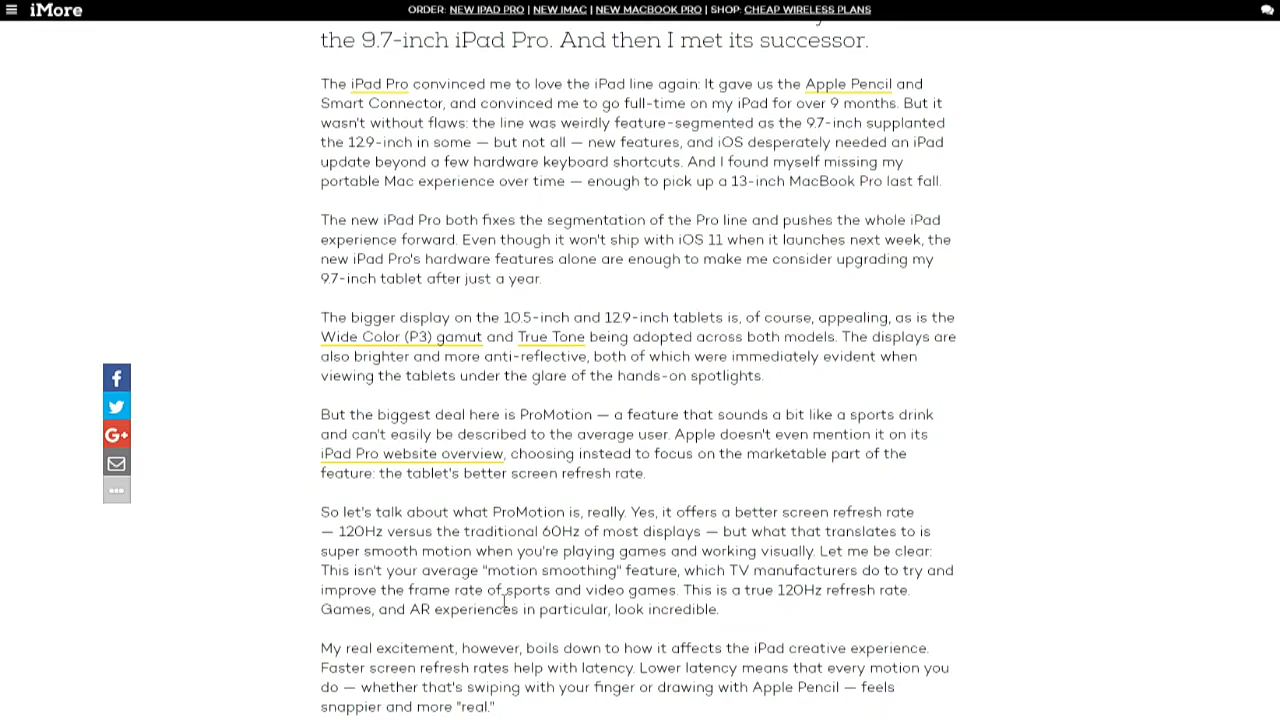 iMore
ORDER: NEW IPAD PRO | NEW IMAC | NEW MACBOOK PRO | SHOP: CHEAP WIRELESS PLANS
the 9.7-inch iPad Pro. And then I met its successor.
The iPad Pro convinced me to love the iPad line again: It gave us the Apple Pencil and
Smart Connector, and convinced me to go full-time on my iPad for over 9 months. But it
wasn't without flaws: the line was weirdly feature-segmented as the 9.7-inch supplanted
the 12.9-inch in some — but not all — new features, and iOS desperately needed an iPad
update beyond a few hardware keyboard shortcuts. And I found myself missing my
portable Mac experience over time — enough to pick up a 13-inch MacBook Pro last fall.
The new iPad Pro both fixes the segmentation of the Pro line and pushes the whole iPad
experience forward. Even though it won't ship with iOS 11 when it launches next week, the
new iPad Pro's hardware features alone are enough to make me consider upgrading my
9.7-inch tablet after just a year.
The bigger display on the 10.5-inch and 12.9-inch tablets is, of course, appealing, as is the
Wide Color (P3) gamut and True Tone being adopted across both models. The displays are
also brighter and more anti-reflective, both of which were immediately evident when
viewing the tablets under the glare of the hands-on spotlights.
But the biggest deal here is ProMotion — a feature that sounds a bit like a sports drink
and can't easily be described to the average user. Apple doesn't even mention it on its
iPad Pro website overview, choosing instead to focus on the marketable part of the
feature: the tablet's better screen refresh rate.
So let's talk about what ProMotion is, really. Yes, it offers a better screen refresh rate
— 120Hz versus the traditional 60Hz of most displays — but what that translates to is
super smooth motion when you're playing games and working visually. Let me be clear:
This isn't your average "motion smoothing" feature, which TV manufacturers do to try and
improve the frame rate of sports and video games. This is a true 120Hz refresh rate.
Games, and AR experiences in particular, look incredible.
My real excitement, however, boils down to how it affects the iPad creative experience.
Faster screen refresh rates help with latency. Lower latency means that every motion you
do — whether that's swiping with your finger or drawing with Apple Pencil — feels
snappier and more "real."